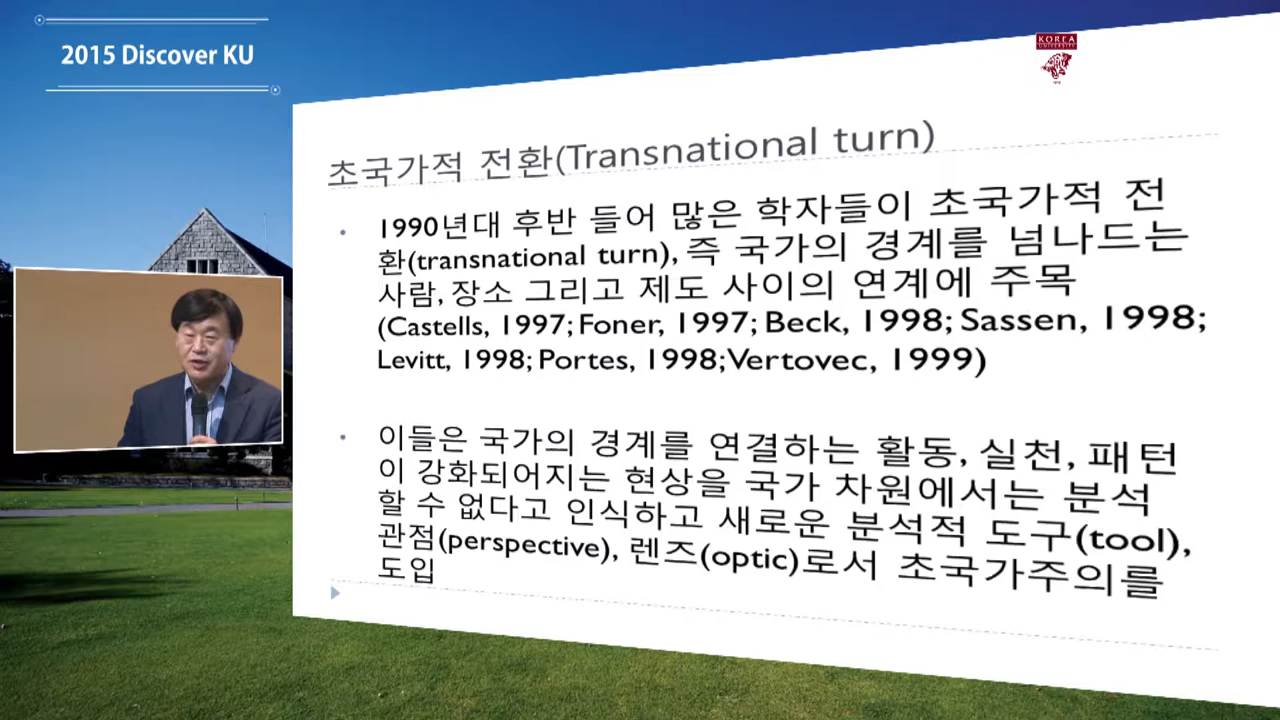 2015 Discover KU
KOREA
UNIVERSITY
초국가적 전환(Transnational turn)
• 1990년대 후반 들어 많은 학자들이 초국가적 전
환(transnational turn), 즉 국가의 경계를 넘나드는
사람, 장소 그리고 제도 사이의 연계에 주목
(Castells, 1997; Foner, 1997; Beck, 1998; Sassen, 1998;
Levitt, 1998; Portes, 1998; Vertovec, 1999)
• 이들은 국가의 경계를 연결하는 활동, 실천, 패턴
이 강화되어지는 현상을 국가 차원에서는 분석
할 수 없다고 인식하고 새로운 분석적 도구(tool),
관점(perspective), 렌즈(optic)로서 초국가주의를
도입